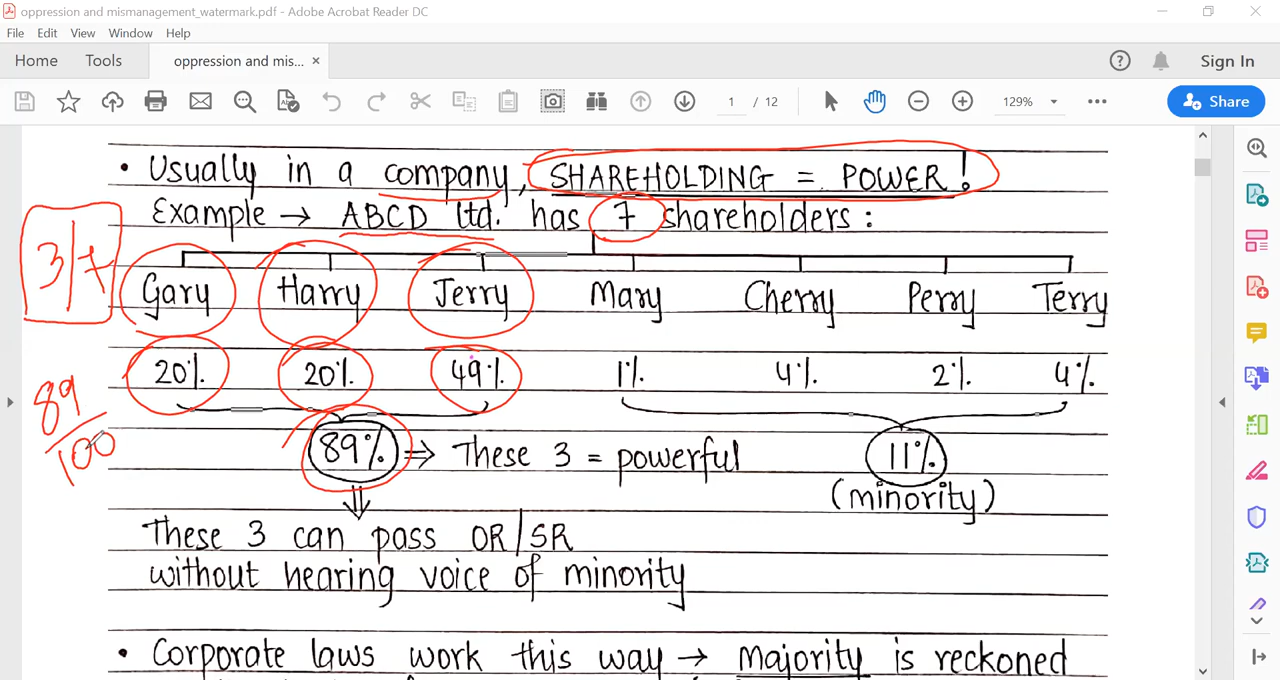 oppression and mismanagement_watermark.pdf - Adobe Acrobat Reader DC
File Edit View Window Help
Home Tools oppression and mis... × ? Sign In
1 / 12 129% Share
• Usually in a company, SHAREHOLDING = POWER!
Example → ABCD Ltd. has 7 shareholders :
3/7
Gary Harry Jerry Mary Cherry Perry Terry
20%. 20%. 49%. 1%. 4%. 2%. 4%.
89/100
89%. ⇒ These 3 = powerful 11%.
(minority)
These 3 can pass OR/SR
without hearing voice of minority
• Corporate laws work this way → Majority is reckoned